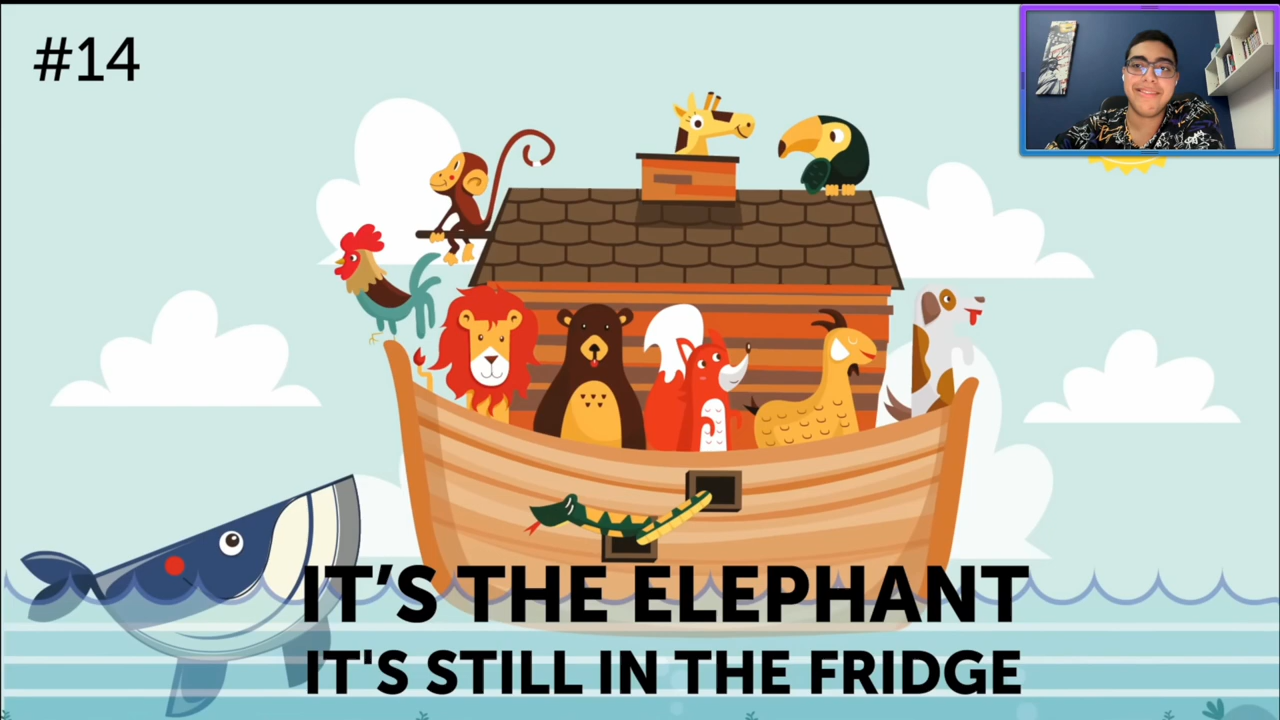 #14
IT’S THE ELEPHANT
IT'S STILL IN THE FRIDGE